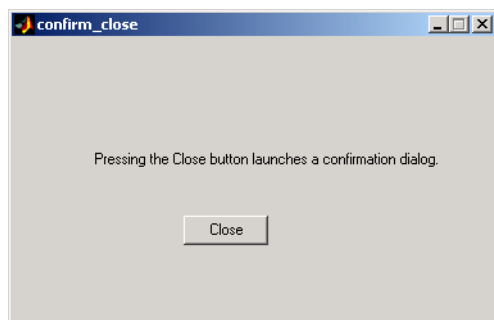 confirm_close
Pressing the Close button launches a confirmation dialog.
Close